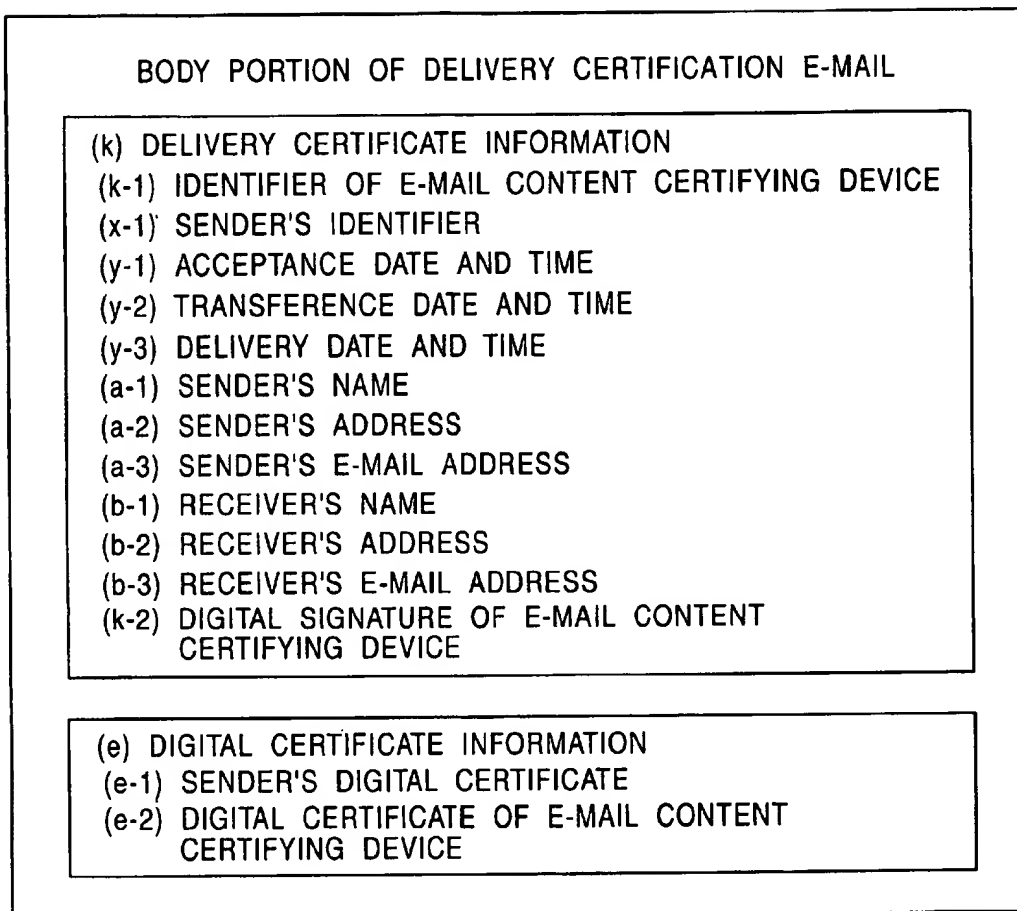 BODY PORTION OF DELIVERY CERTIFICATION E-MAIL
(k) DELIVERY CERTIFICATE INFORMATION
(k-1) IDENTIFIER OF E-MAIL CONTENT CERTIFYING DEVICE
(x-1) SENDER'S IDENTIFIER
(y-1) ACCEPTANCE DATE AND TIME
(y-2) TRANSFERENCE DATE AND TIME
(y-3) DELIVERY DATE AND TIME
(a-1) SENDER'S NAME
(a-2) SENDER'S ADDRESS
(a-3) SENDER'S E-MAIL ADDRESS
(b-1) RECEIVER'S NAME
(b-2) RECEIVER'S ADDRESS
(b-3) RECEIVER'S E-MAIL ADDRESS
(k-2) DIGITAL SIGNATURE OF E-MAIL CONTENT
CERTIFYING DEVICE
(e) DIGITAL CERTIFICATE INFORMATION
(e-1) SENDER'S DIGITAL CERTIFICATE
(e-2) DIGITAL CERTIFICATE OF E-MAIL CONTENT
CERTIFYING DEVICE